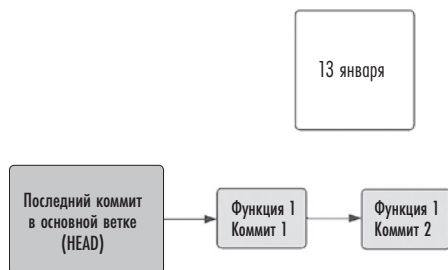 13 января
Последний коммит
в основной ветке
(HEAD)
Функция 1
Коммит 1
Функция 1
Коммит 2